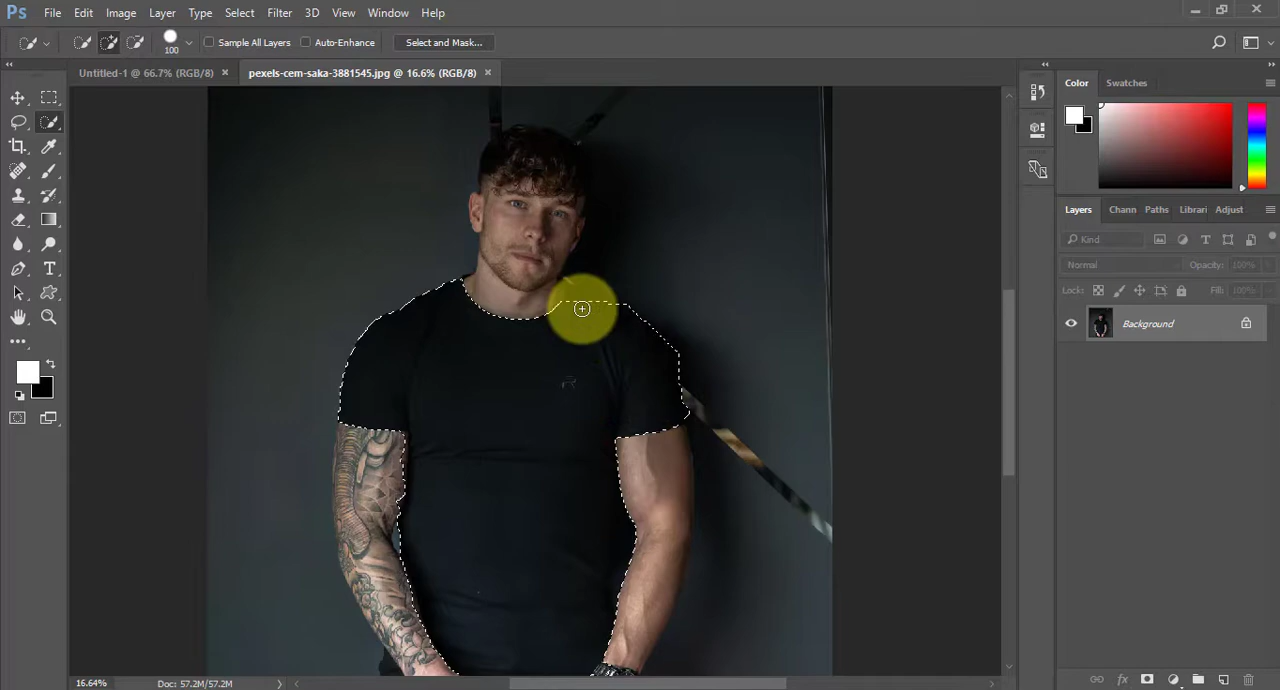 Ps File Edit Image Layer Type Select Filter 3D View Window Help
100 Sample All Layers Auto-Enhance Select and Mask...
Untitled-1 @ 66.7% (RGB/8) × pexels-cem-saka-3881545.jpg @ 16.6% (RGB/8) ×
Color Swatches
Layers Chann Paths Librari Adjust
Kind
Normal Opacity: 100%
Lock: Fill: 100%
Background
16.64% Doc: 57.2M/57.2M